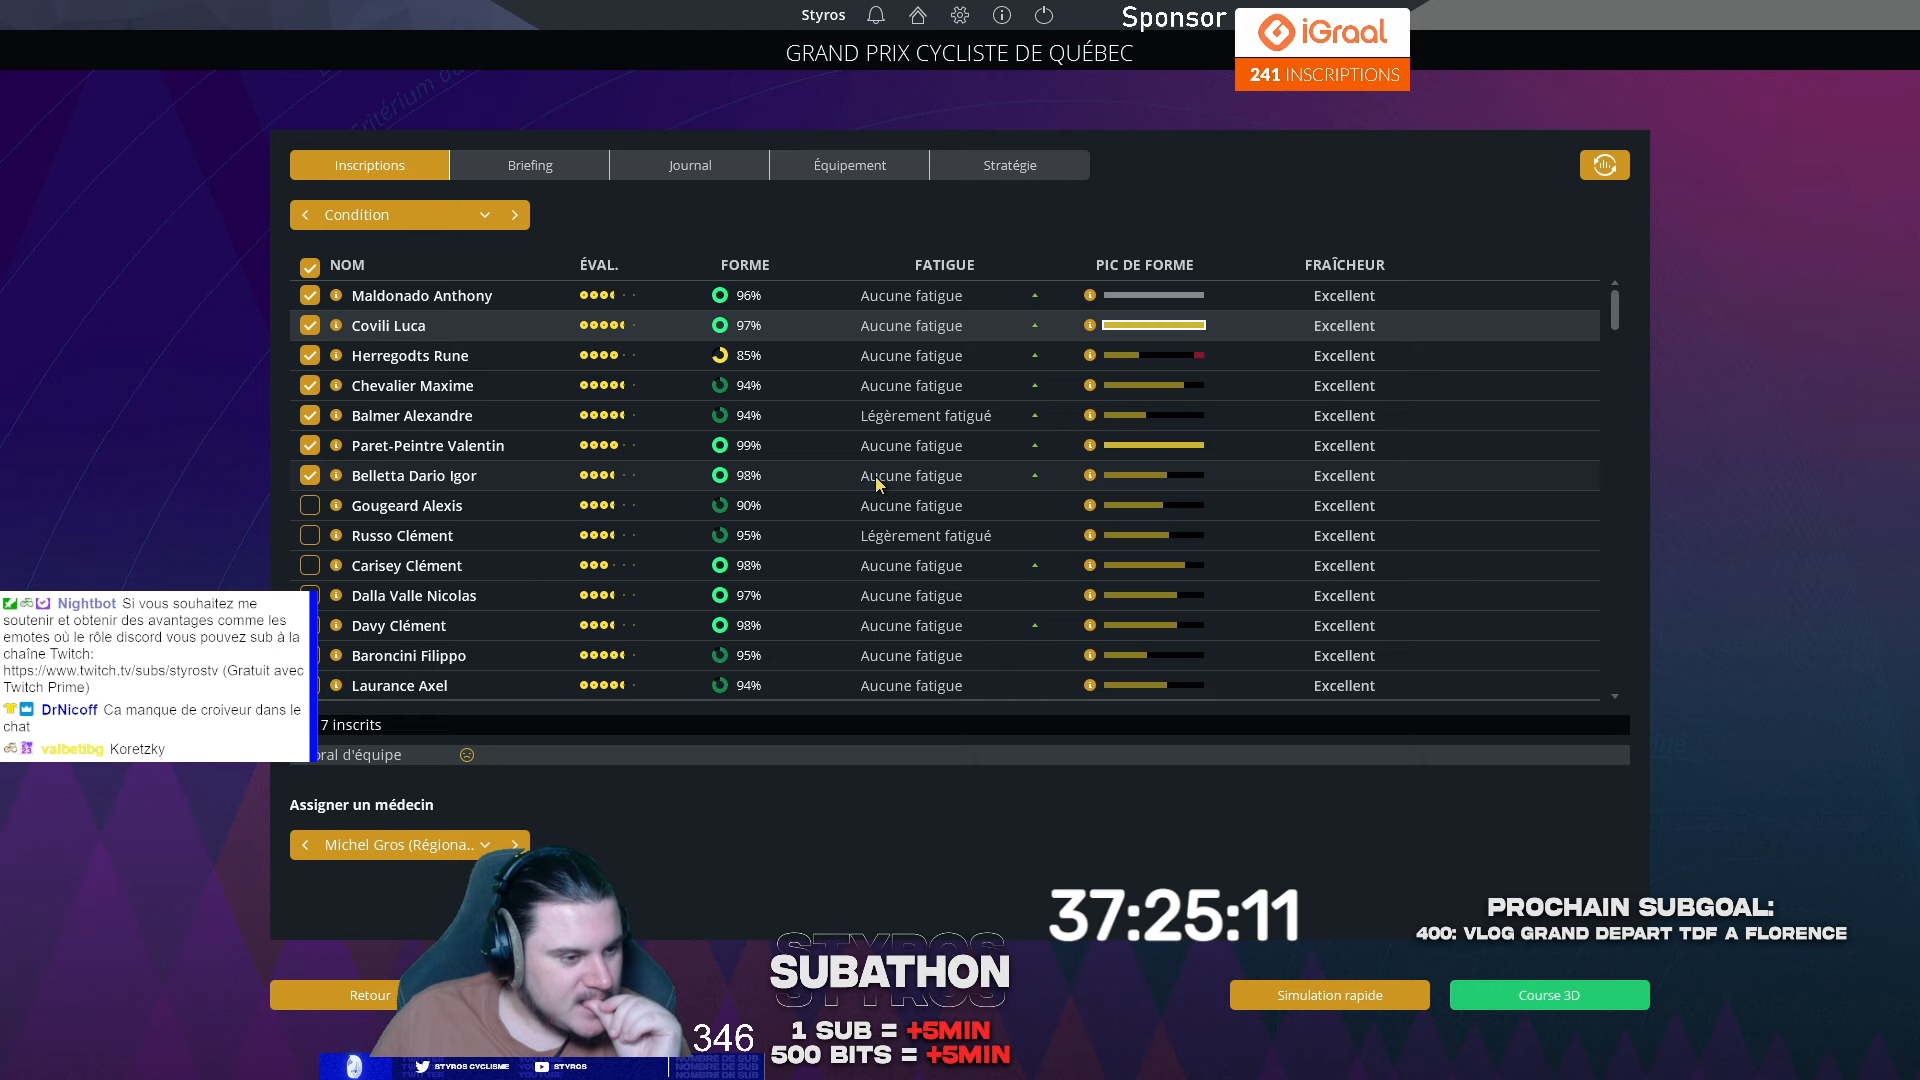 Styros
Sponsor
iGraal
241 INSCRIPTIONS
GRAND PRIX CYCLISTE DE QUÉBEC
Inscriptions
Briefing
Journal
Équipement
Stratégie
Condition
NOM ÉVAL. FORME FATIGUE PIC DE FORME FRAÎCHEUR
Maldonado Anthony 96% Aucune fatigue Excellent
Covili Luca 97% Aucune fatigue Excellent
Herregodts Rune 85% Aucune fatigue Excellent
Chevalier Maxime 94% Aucune fatigue Excellent
Balmer Alexandre 94% Légèrement fatigué Excellent
Paret-Peintre Valentin 99% Aucune fatigue Excellent
Belletta Dario Igor 98% Aucune fatigue Excellent
Gougeard Alexis 90% Aucune fatigue Excellent
Russo Clément 95% Légèrement fatigué Excellent
Carisey Clément 98% Aucune fatigue Excellent
Dalla Valle Nicolas 97% Aucune fatigue Excellent
Davy Clément 98% Aucune fatigue Excellent
Baroncini Filippo 95% Aucune fatigue Excellent
Laurance Axel 94% Aucune fatigue Excellent
7 inscrits
oral d'équipe
Nightbot Si vous souhaitez me
soutenir et obtenir des avantages comme les
emotes où le rôle discord vous pouvez sub à la
chaîne Twitch:
https://www.twitch.tv/subs/styrostv (Gratuit avec
Twitch Prime)
DrNicoff Ca manque de croiveur dans le
chat
valbetibg Koretzky
Assigner un médecin
Michel Gros (Régiona..
37:25:11
PROCHAIN SUBGOAL:
400: VLOG GRAND DEPART TDF A FLORENCE
STYROS
SUBATHON
STYROS
1 SUB = +5MIN
500 BITS = +5MIN
Retour
Simulation rapide
Course 3D
346
STYROS CYCLISME
STYROS
NOMBRE DE SUB